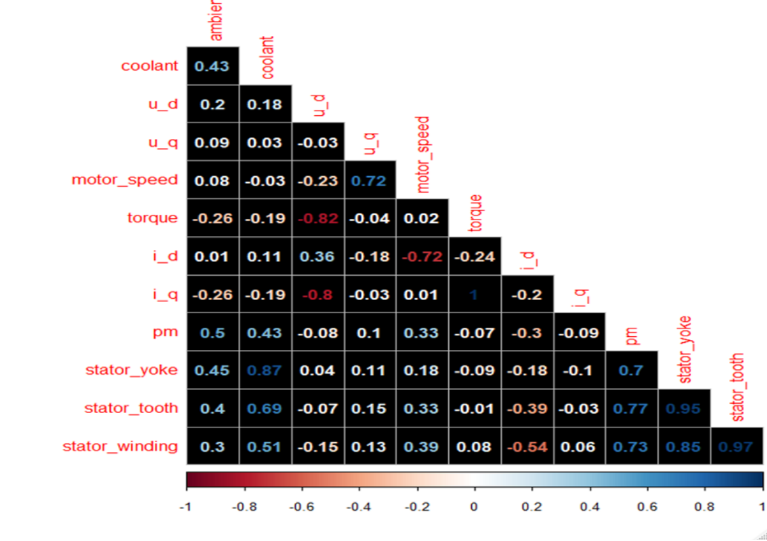 ambien
coolant
coolant 0.43
u_d
u_d 0.2 0.18
u_q
u_q 0.09 0.03 -0.03
motor_speed
motor_speed 0.08 -0.03 -0.23 0.72
torque
torque -0.26 -0.19 -0.82 -0.04 0.02
i_d
i_d 0.01 0.11 0.36 -0.18 -0.72 -0.24
i_q
i_q -0.26 -0.19 -0.8 -0.03 0.01 1 -0.2
pm
pm 0.5 0.43 -0.08 0.1 0.33 -0.07 -0.3 -0.09
stator_yoke
stator_yoke 0.45 0.87 0.04 0.11 0.18 -0.09 -0.18 -0.1 0.7
stator_tooth
stator_tooth 0.4 0.69 -0.07 0.15 0.33 -0.01 -0.39 -0.03 0.77 0.95
stator_winding 0.3 0.51 -0.15 0.13 0.39 0.08 -0.54 0.06 0.73 0.85 0.97
-1 -0.8 -0.6 -0.4 -0.2 0 0.2 0.4 0.6 0.8 1